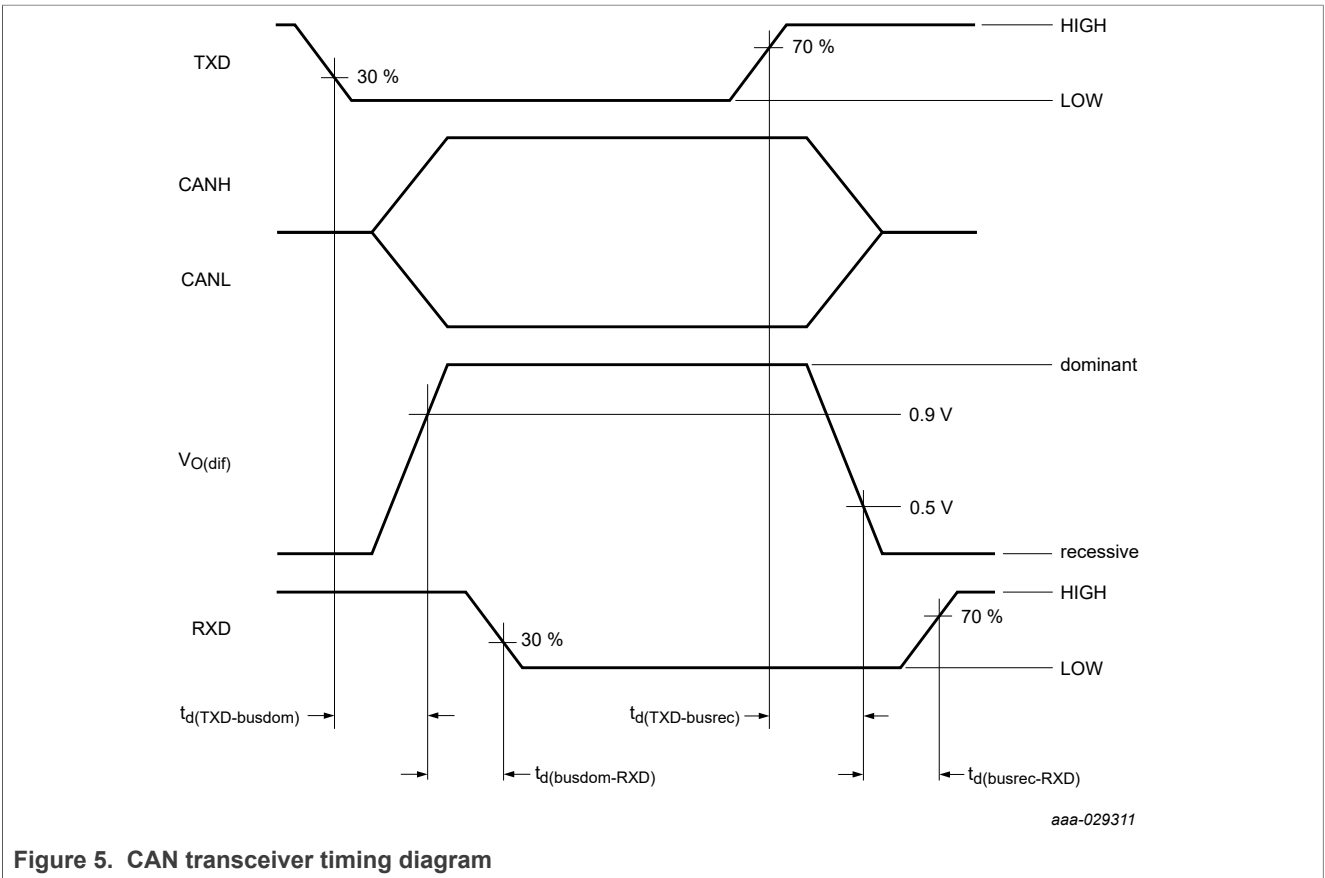 HIGH
TXD
70 %
30 %
LOW
CANH
CANL
dominant
0.9 V
VO(dif)
0.5 V
recessive
HIGH
RXD
70 %
30 %
LOW
td(TXD-busdom)
td(TXD-busrec)
td(busdom-RXD)
td(busrec-RXD)
aaa-029311
Figure 5. CAN transceiver timing diagram